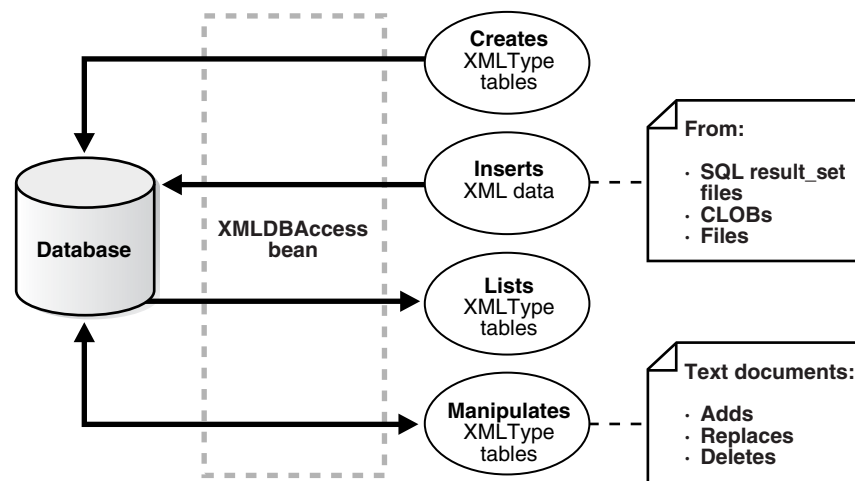 Creates
XMLType
tables
From:
· SQL result_set
files
· CLOBs
· Files
Inserts
XML data
Database
XMLDBAccess
bean
Lists
XMLType
tables
Text documents:
· Adds
· Replaces
· Deletes
Manipulates
XMLType
tables